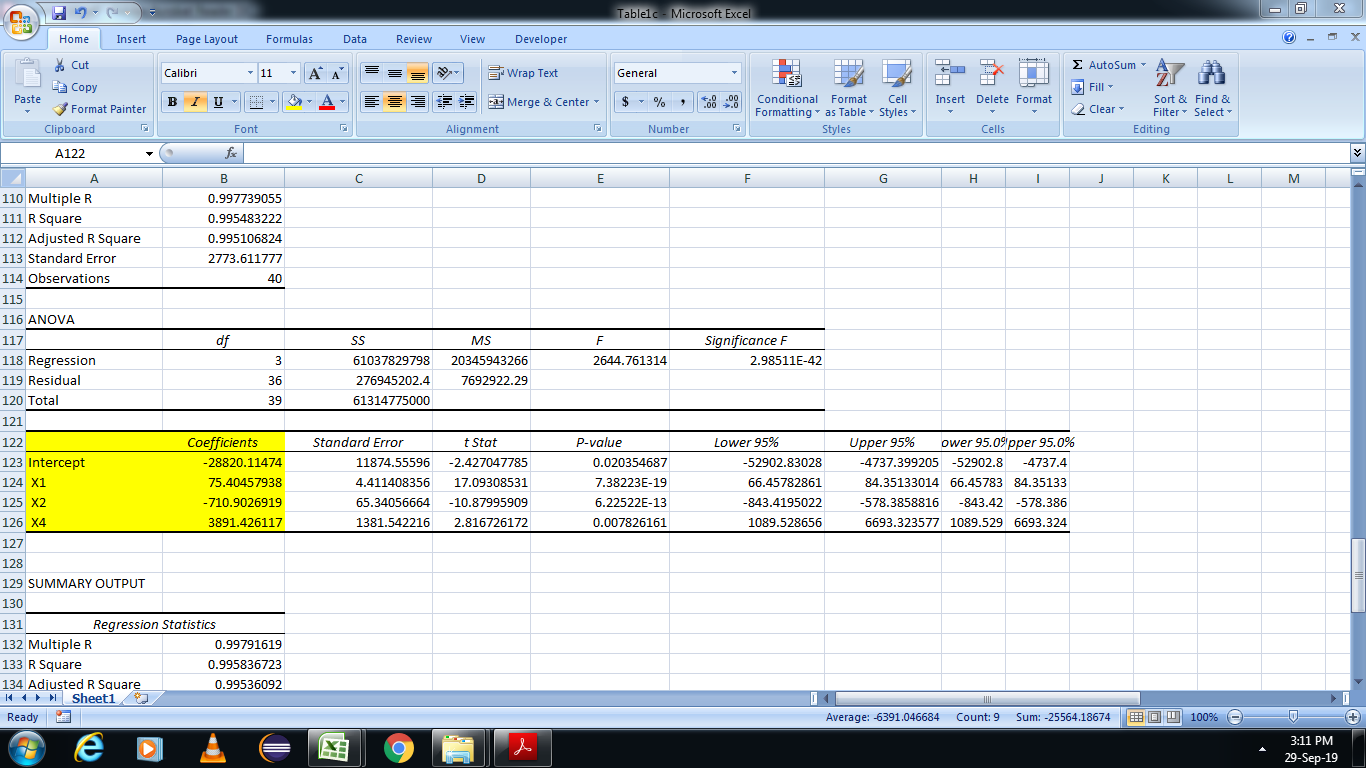 Table1c - Microsoft Excel
Home Insert Page Layout Formulas Data Review View Developer
Paste Cut Copy Format Painter
Calibri 11 A A
B I U A
Wrap Text
Merge & Center
General
$ % ,
Conditional Formatting Format as Table Cell Styles
Insert Delete Format
Σ AutoSum Fill Clear
Sort & Filter Find & Select
Clipboard Font Alignment Number Styles Cells Editing
A122 fx
A B C D E F G H I J K L M
110 Multiple R 0.997739055
111 R Square 0.995483222
112 Adjusted R Square 0.995106824
113 Standard Error 2773.611777
114 Observations 40
115
116 ANOVA
117 df SS MS F Significance F
118 Regression 3 61037829798 20345943266 2644.761314 2.98511E-42
119 Residual 36 276945202.4 7692922.29
120 Total 39 61314775000
121
122 Coefficients Standard Error t Stat P-value Lower 95% Upper 95% ower 95.0% pper 95.0%
123 Intercept -28820.11474 11874.55596 -2.427047785 0.020354687 -52902.83028 -4737.399205 -52902.8 -4737.4
124 X1 75.40457938 4.411408356 17.09308531 7.38223E-19 66.45782861 84.35133014 66.45783 84.35133
125 X2 -710.9026919 65.34056664 -10.87995909 6.22522E-13 -843.4195022 -578.3858816 -843.42 -578.386
126 X4 3891.426117 1381.542216 2.816726172 0.007826161 1089.528656 6693.323577 1089.529 6693.324
127
128
129 SUMMARY OUTPUT
130
131 Regression Statistics
132 Multiple R 0.99791619
133 R Square 0.995836723
134 Adjusted R Square 0.99536092
Sheet1
Ready Average: -6391.046684 Count: 9 Sum: -25564.18674 100%
3:11 PM
29-Sep-19